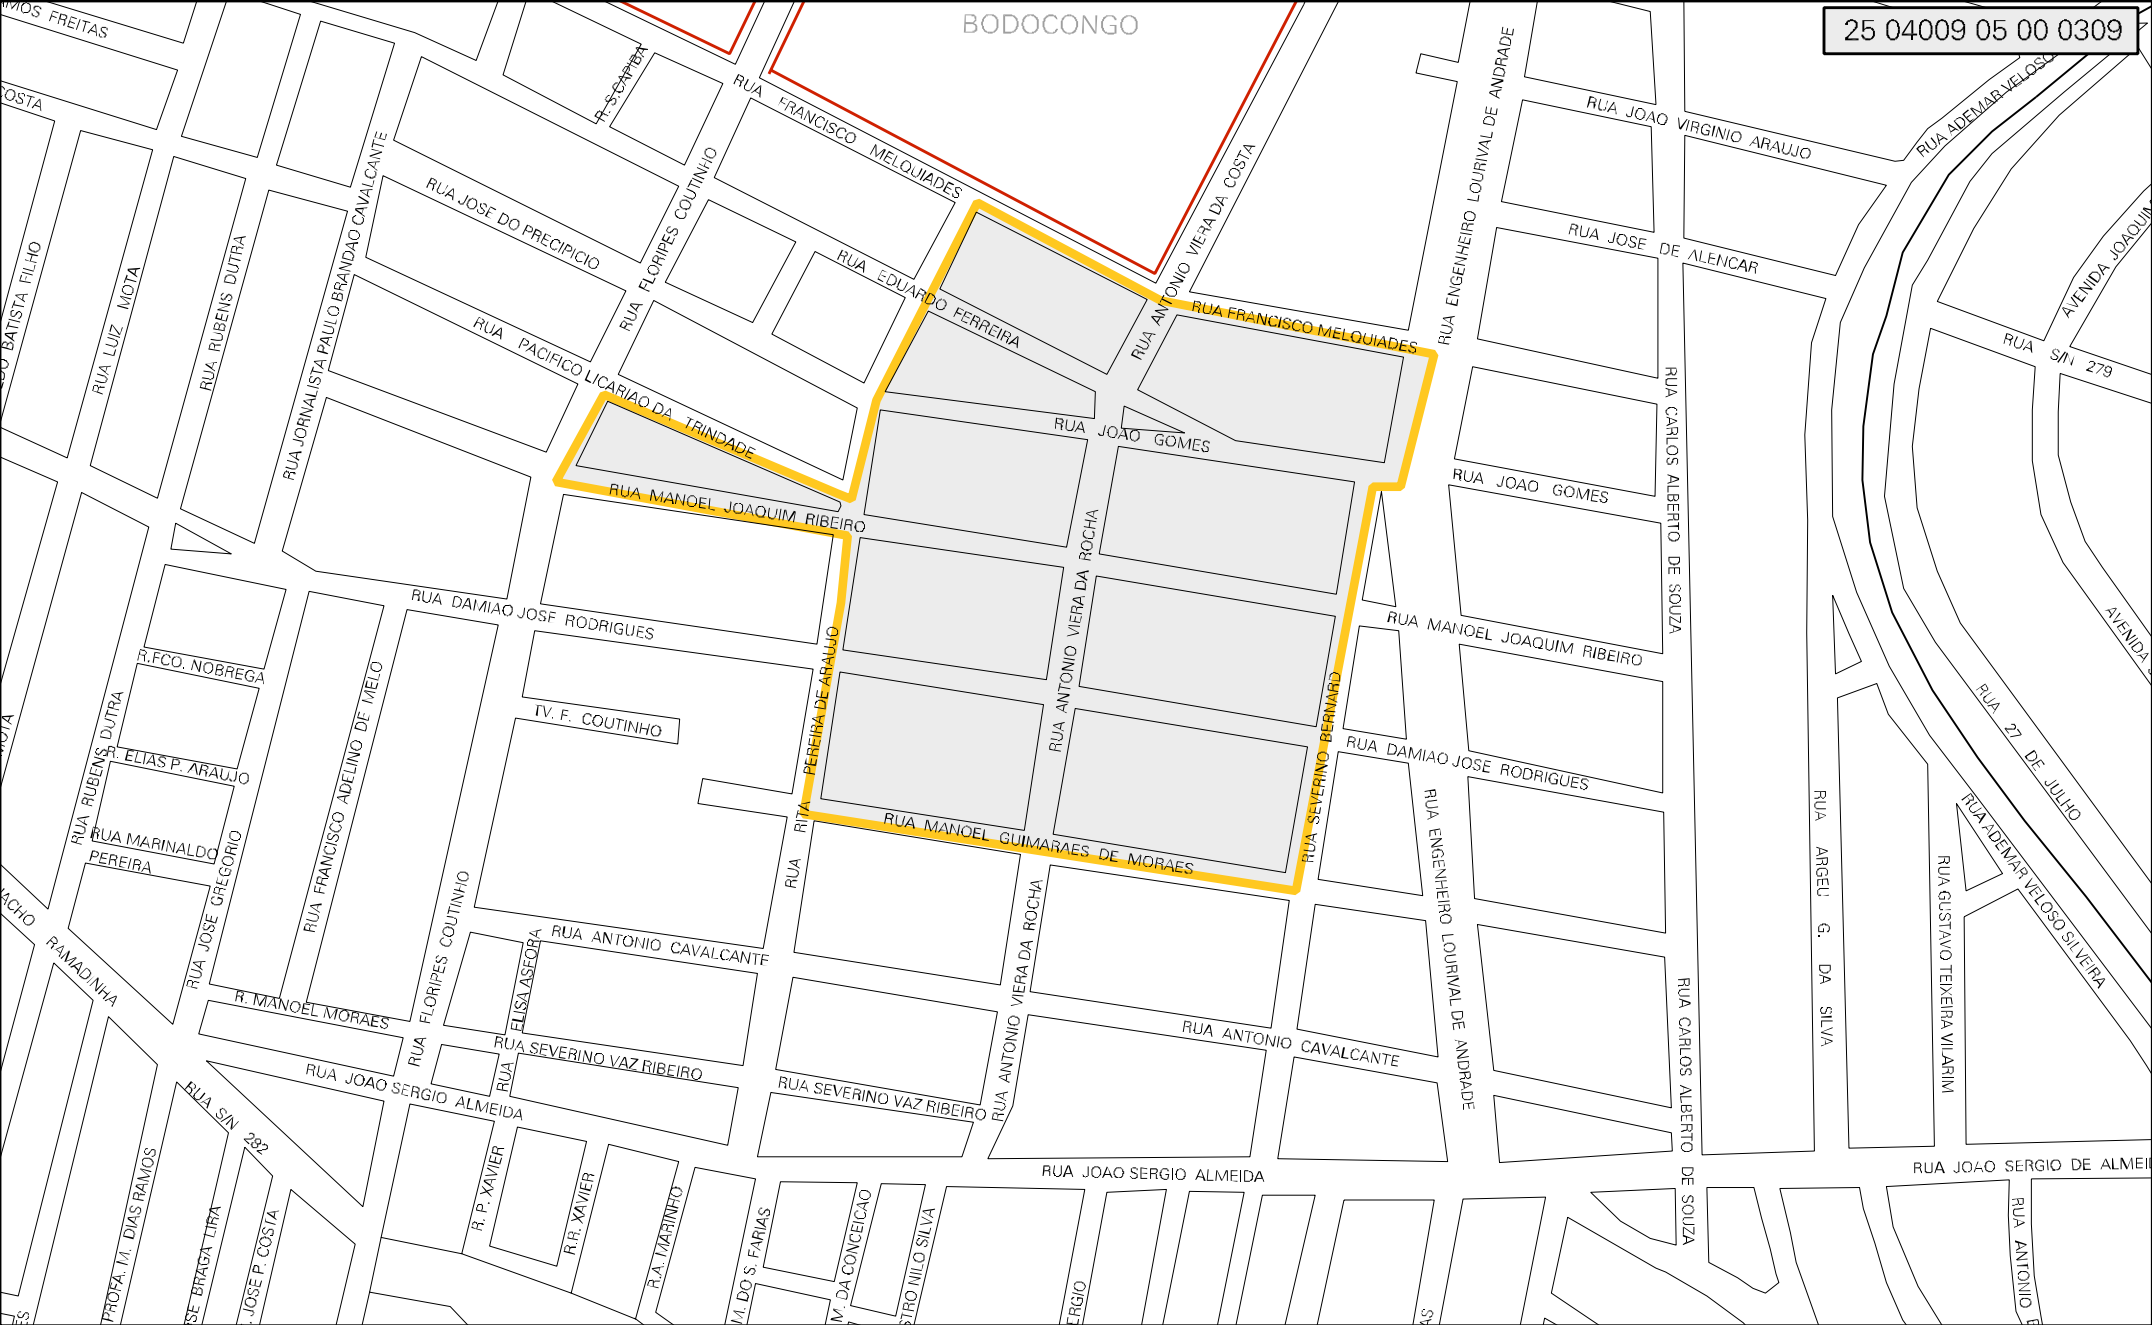 BODOCONGO
25 04009 05 00 0309
FREITAS
COSTA
R. S.CAPIBA
RUA FRANCISCO MELQUIADES
RUA ENGENHEIRO LOURIVAL DE ANDRADE
RUA JOAO VIRGINIO ARAUJO
RUA ADEMAR VELOSO
RUA JOSE DO PRECIPICIO
RUA FLORIPES COUTINHO
RUA ANTONIO VIERA DA COSTA
RUA JOSE DE ALENCAR
AVENIDA JOAQUIM
RUA EDUARDO FERREIRA
BATISTA FILHO
RUA LUIZ MOTA
RUA RUBENS DUTRA
RUA JORNALISTA PAULO BRANDAO CAVALCANTE
RUA FRANCISCO MELQUIADES
RUA PACIFICO LICARIAO DA TRINDADE
RUA S/N 279
RUA CARLOS ALBERTO DE SOUZA
RUA JOAO GOMES
RUA JOAO GOMES
RUA MANOEL JOAQUIM RIBEIRO
RUA ANTONIO VIERA DA ROCHA
RUA DAMIAO JOSE RODRIGUES
RUA MANOEL JOAQUIM RIBEIRO
AVENIDA
R.FCO. NOBREGA
RUA FRANCISCO ADELINO DE MELO
RUA RITA PEREIRA DE ARAUJO
RUA SEVERINO BERNARD
RUA 27 DE JULHO
TV. F. COUTINHO
RUA RUBENS DUTRA
R. ELIAS P. ARAUJO
RUA DAMIAO JOSE RODRIGUES
RUA MARINALDO
PEREIRA
RUA JOSE GREGORIO
RUA MANOEL GUIMARAES DE MORAES
RUA ENGENHEIRO LOURIVAL DE ANDRADE
RUA ARGEU G. DA SILVA
RUA GUSTAVO TEIXEIRA VILARIM
RUA ADEMAR VELOSO SILVEIRA
RAMADINHA
RUA FLORIPES COUTINHO
RUA ELISA ASFORA
RUA ANTONIO CAVALCANTE
RUA ANTONIO VIERA DA ROCHA
RUA CARLOS ALBERTO DE SOUZA
R. MANOEL MORAES
RUA SEVERINO VAZ RIBEIRO
RUA ANTONIO CAVALCANTE
RUA JOAO SERGIO ALMEIDA
RUA SEVERINO VAZ RIBEIRO
RUA S/N 282
RUA JOAO SERGIO ALMEIDA
RUA JOAO SERGIO DE ALMEI
PROFA. M. DIAS RAMOS
BRAGA LIRA
JOSE P. COSTA
R. P. XAVIER
R.R. XAVIER
R.A. MARINHO
M. DO S. FARIAS
M. DA CONCEICAO
NILO SILVA
RUA ANTONIO